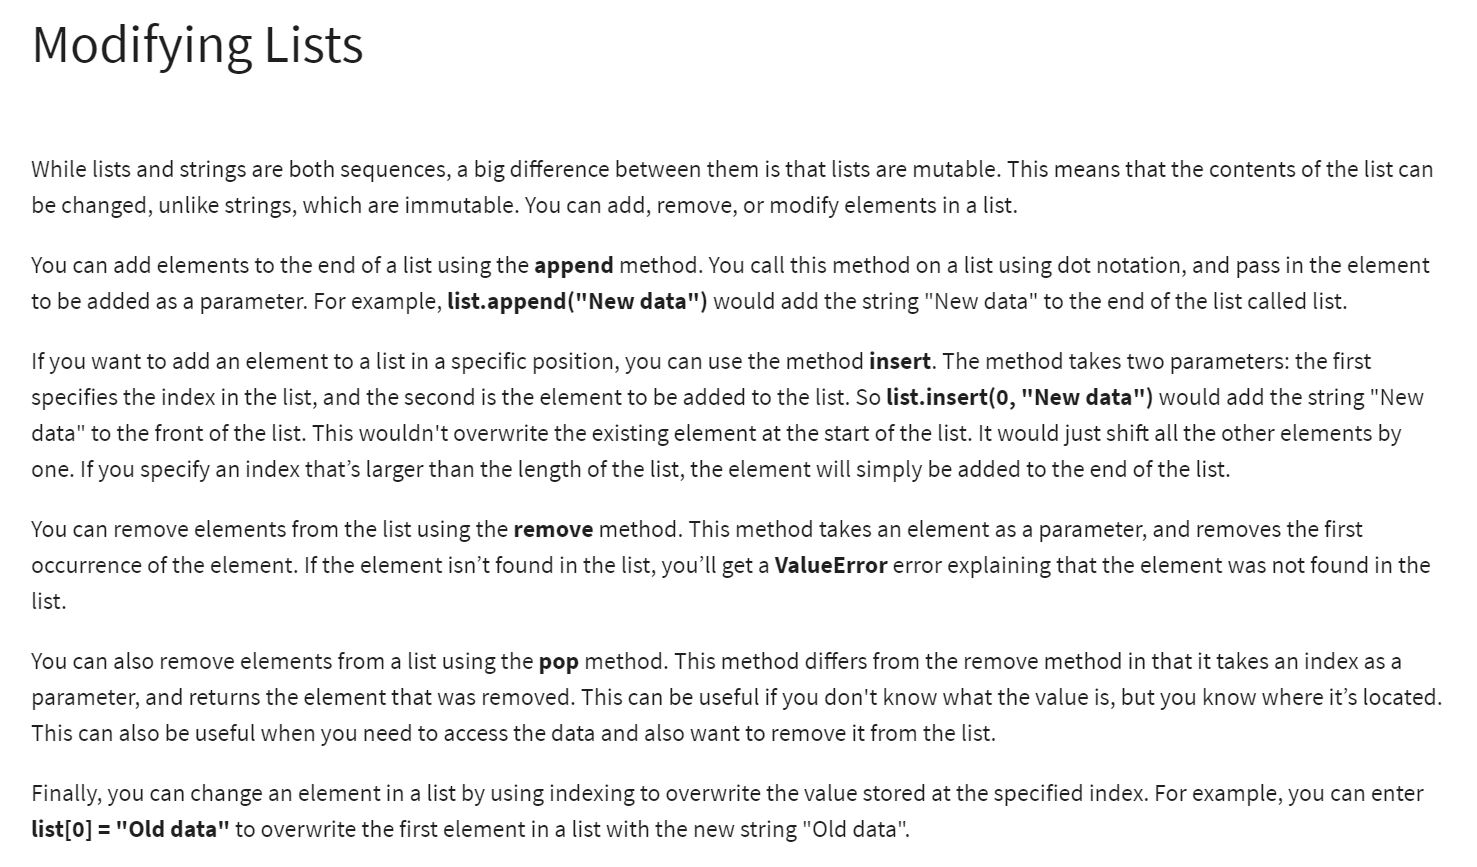 Modifying Lists
While lists and strings are both sequences, a big difference between them is that lists are mutable. This means that the contents of the list can
be changed, unlike strings, which are immutable. You can add, remove, or modify elements in a list.
You can add elements to the end of a list using the append method. You call this method on a list using dot notation, and pass in the element
to be added as a parameter. For example, list.append("New data") would add the string "New data" to the end of the list called list.
If you want to add an element to a list in a specific position, you can use the method insert. The method takes two parameters: the first
specifies the index in the list, and the second is the element to be added to the list. So list.insert(0, "New data") would add the string "New
data" to the front of the list. This wouldn't overwrite the existing element at the start of the list. It would just shift all the other elements by
one. If you specify an index that’s larger than the length of the list, the element will simply be added to the end of the list.
You can remove elements from the list using the remove method. This method takes an element as a parameter, and removes the first
occurrence of the element. If the element isn’t found in the list, you’ll get a ValueError error explaining that the element was not found in the
list.
You can also remove elements from a list using the pop method. This method differs from the remove method in that it takes an index as a
parameter, and returns the element that was removed. This can be useful if you don't know what the value is, but you know where it’s located.
This can also be useful when you need to access the data and also want to remove it from the list.
Finally, you can change an element in a list by using indexing to overwrite the value stored at the specified index. For example, you can enter
list[0] = "Old data" to overwrite the first element in a list with the new string "Old data".